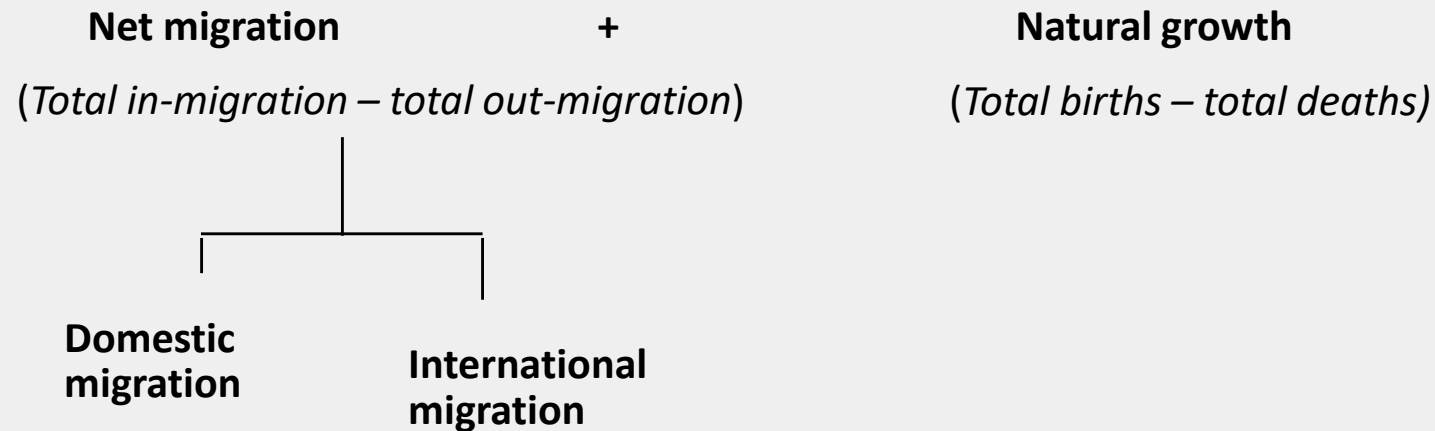 Net migration + Natural growth
(Total in-migration – total out-migration) (Total births – total deaths)
Domestic
migration
International
migration